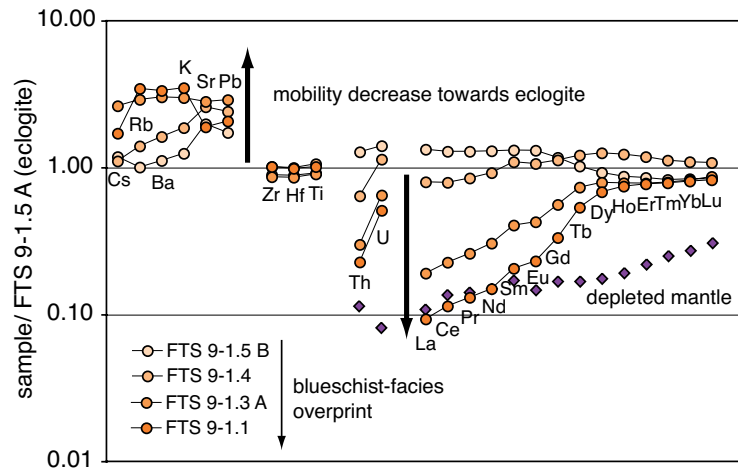 sample/ FTS 9-1.5 A (eclogite)
10.00
1.00
0.10
0.01
K
Sr Pb
Rb
Cs
Ba
mobility decrease towards eclogite
Zr Hf Ti
U
Th
La
Ce
Pr
Nd
Sm
Eu
Gd
Tb
Dy
Ho
Er
Tm
Yb
Lu
depleted mantle
FTS 9-1.5 B
FTS 9-1.4
FTS 9-1.3 A
FTS 9-1.1
blueschist-facies
overprint